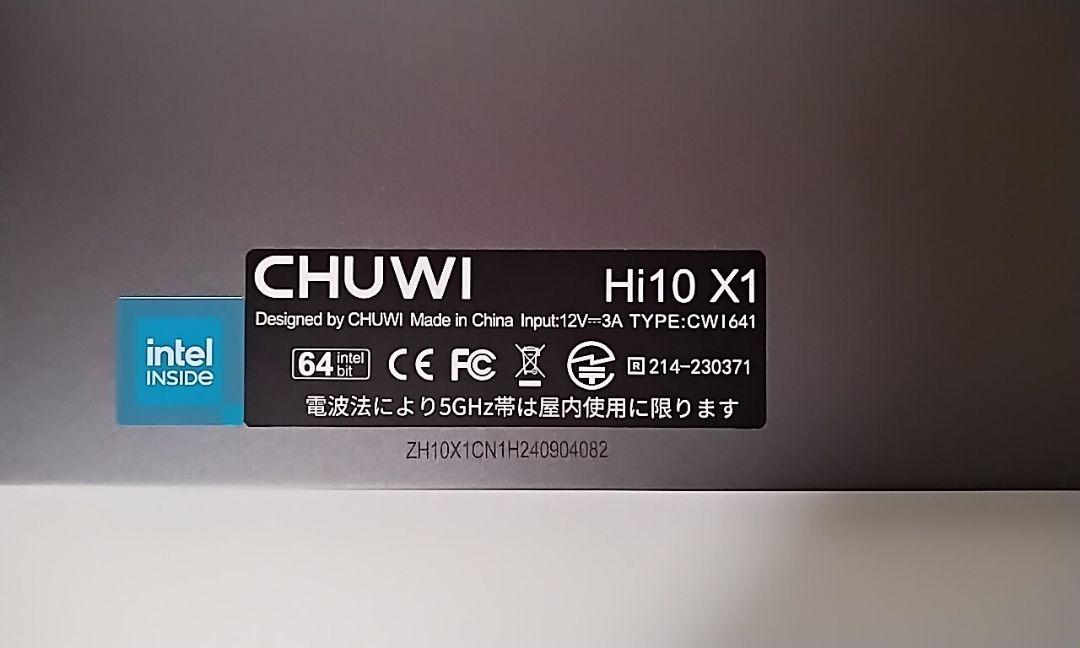 CHUWI Hi10 X1
Designed by CHUWI Made in China Input:12V⎓3A TYPE:CWI641
intel INSIDE
64 intel bit CE FC R 214-230371
電波法により5GHz帯は屋内使用に限ります
ZH10X1CN1H240904082